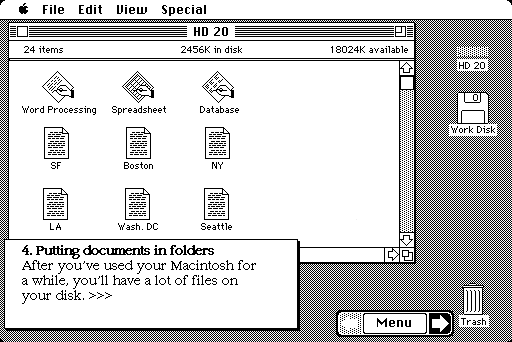 File Edit View Special
HD 20
24 items 2456K in disk 18024K available
Word Processing Spreadsheet Database
SF Boston NY
LA Wash. DC Seattle
HD 20
Work Disk
4. Putting documents in folders
After you've used your Macintosh for
a while, you'll have a lot of files on
your disk. >>>
Menu
Trash